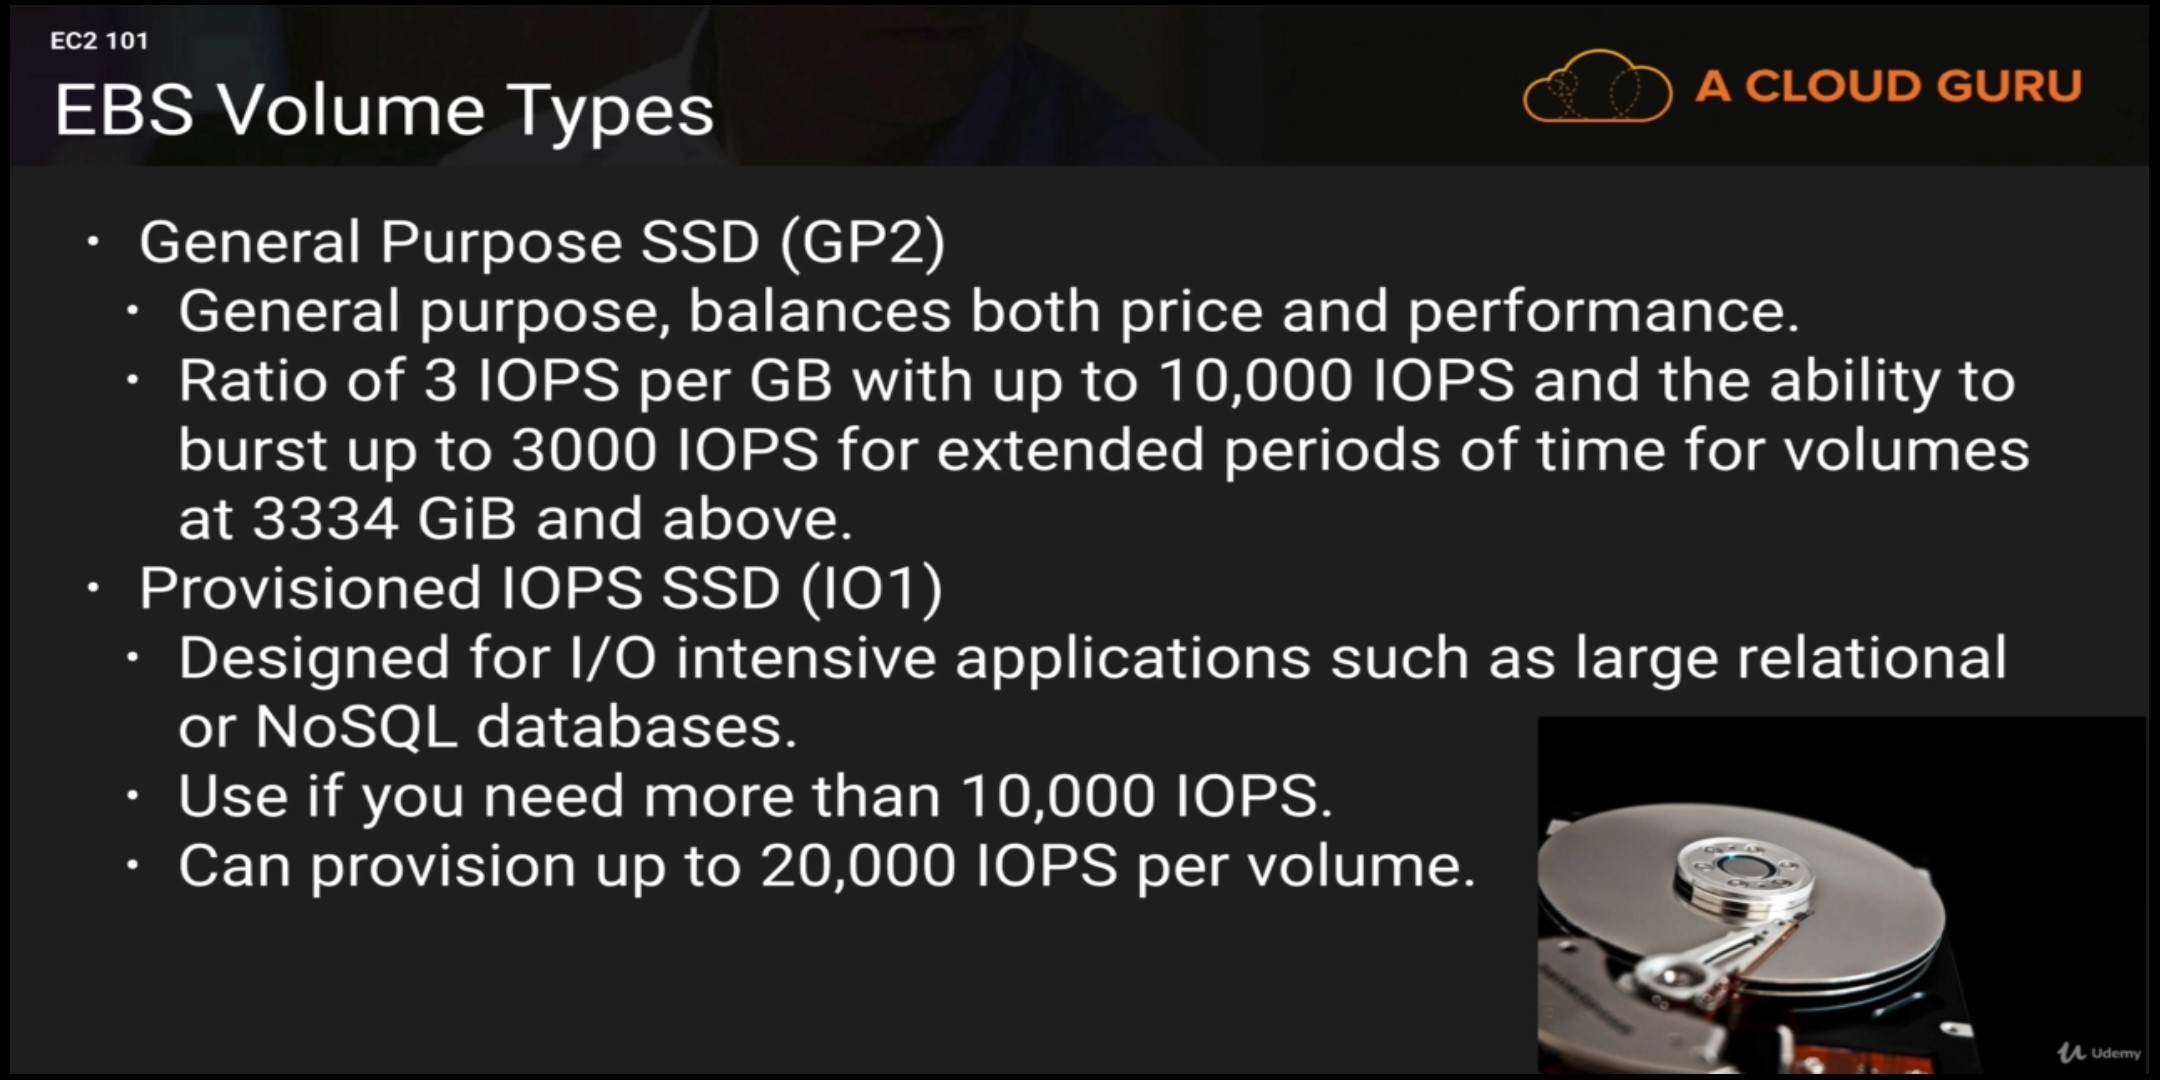 EC2 101
EBS Volume Types
A CLOUD GURU
• General Purpose SSD (GP2)
• General purpose, balances both price and performance.
• Ratio of 3 IOPS per GB with up to 10,000 IOPS and the ability to
burst up to 3000 IOPS for extended periods of time for volumes
at 3334 GiB and above.
• Provisioned IOPS SSD (IO1)
• Designed for I/O intensive applications such as large relational
or NoSQL databases.
• Use if you need more than 10,000 IOPS.
• Can provision up to 20,000 IOPS per volume.
Udemy